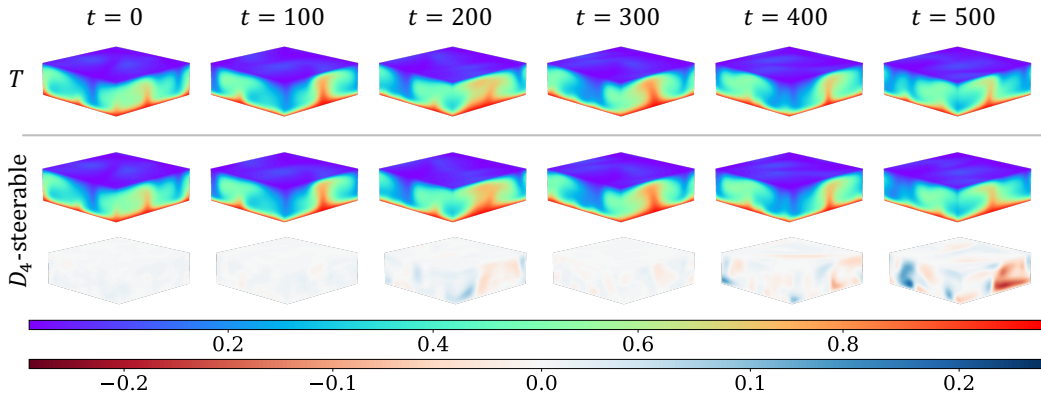 t = 0 t = 100 t = 200 t = 300 t = 400 t = 500
T
D₄-steerable
0.2 0.4 0.6 0.8
−0.2 −0.1 0.0 0.1 0.2